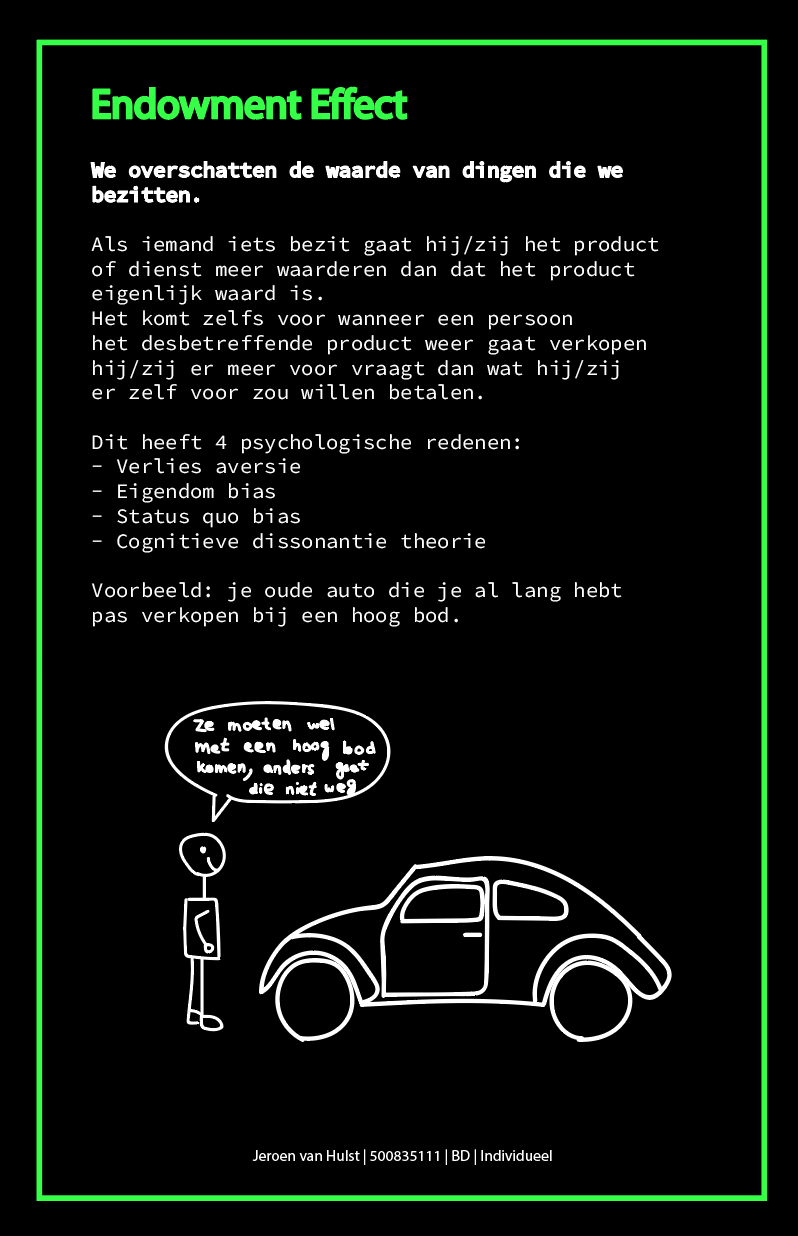 Endowment Effect
We overschatten de waarde van dingen die we
bezitten.
Als iemand iets bezit gaat hij/zij het product
of dienst meer waarderen dan dat het product
eigenlijk waard is.
Het komt zelfs voor wanneer een persoon
het desbetreffende product weer gaat verkopen
hij/zij er meer voor vraagt dan wat hij/zij
er zelf voor zou willen betalen.
Dit heeft 4 psychologische redenen:
- Verlies aversie
- Eigendom bias
- Status quo bias
- Cognitieve dissonantie theorie
Voorbeeld: je oude auto die je al lang hebt
pas verkopen bij een hoog bod.
Ze moeten wel
met een hoog bod
komen, anders gaat
die niet weg
Jeroen van Hulst | 500835111 | BD | Individueel